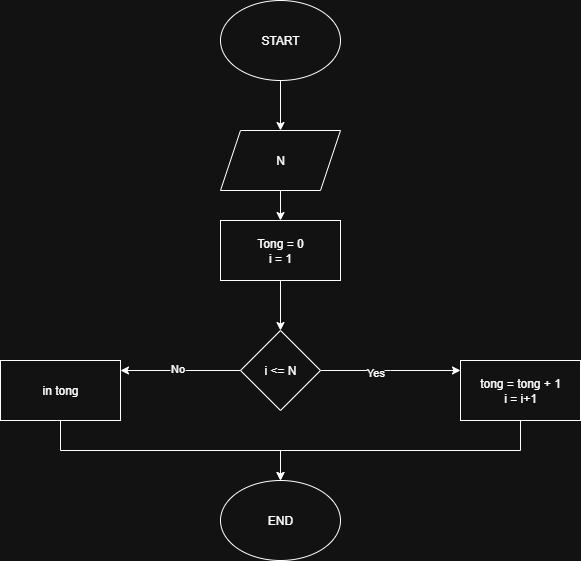 START
N
Tong = 0
i = 1
i <= N
No
Yes
in tong
tong = tong + 1
i = i+1
END